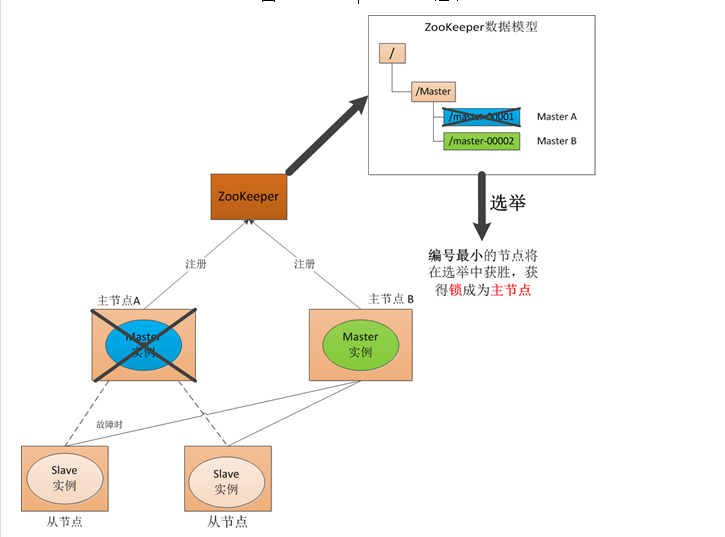 ZooKeeper数据模型
/
/Master
/master-00001
Master A
/master-00002
Master B
ZooKeeper
选举
编号最小的节点将
在选举中获胜，获
得锁成为主节点
注册
注册
主节点A
主节点 B
Master
实例
Master
实例
故障时
Slave
实例
Slave
实例
从节点
从节点